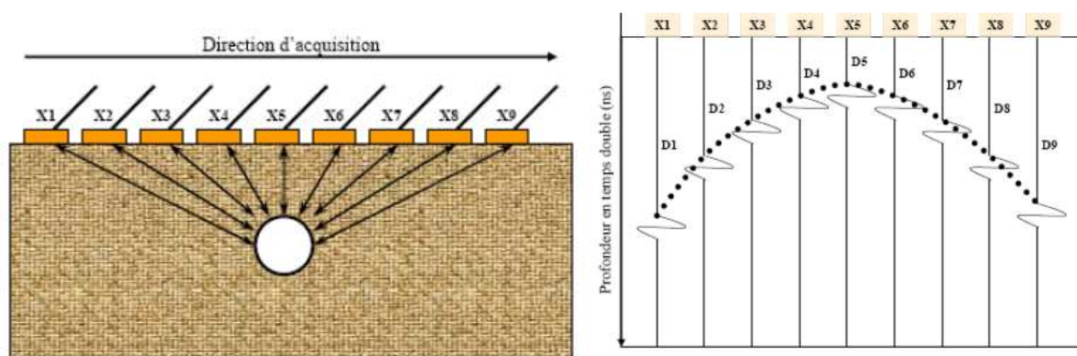 Direction d'acquisition
X1 X2 X3 X4 X5 X6 X7 X8 X9
X1 X2 X3 X4 X5 X6 X7 X8 X9
D1
D2
D3
D4
D5
D6
D7
D8
D9
Profondeur en temps double (ns)